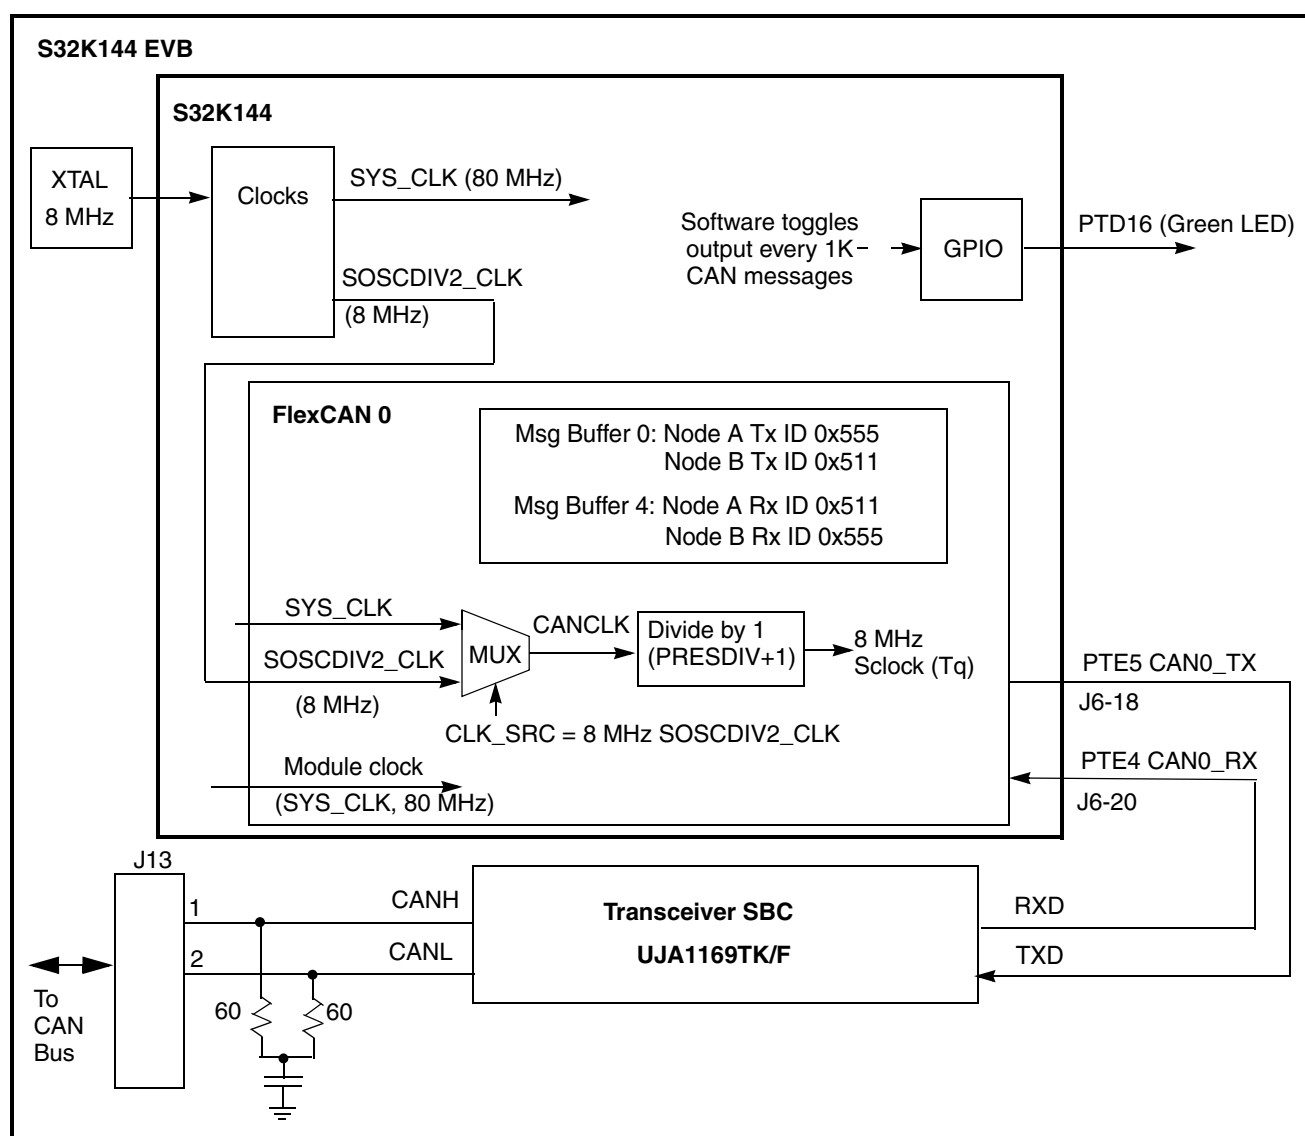 S32K144 EVB
S32K144
XTAL
8 MHz
Clocks
SYS_CLK (80 MHz)
SOSCDIV2_CLK
(8 MHz)
Software toggles
output every 1K
CAN messages
GPIO
PTD16 (Green LED)
FlexCAN 0
Msg Buffer 0: Node A Tx ID 0x555
Node B Tx ID 0x511
Msg Buffer 4: Node A Rx ID 0x511
Node B Rx ID 0x555
SYS_CLK
SOSCDIV2_CLK
(8 MHz)
MUX
CANCLK
Divide by 1
(PRESDIV+1)
8 MHz
Sclock (Tq)
CLK_SRC = 8 MHz SOSCDIV2_CLK
Module clock
(SYS_CLK, 80 MHz)
PTE5 CAN0_TX
J6-18
PTE4 CAN0_RX
J6-20
J13
1
2
CANH
CANL
Transceiver SBC
UJA1169TK/F
RXD
TXD
To
CAN
Bus
60
60